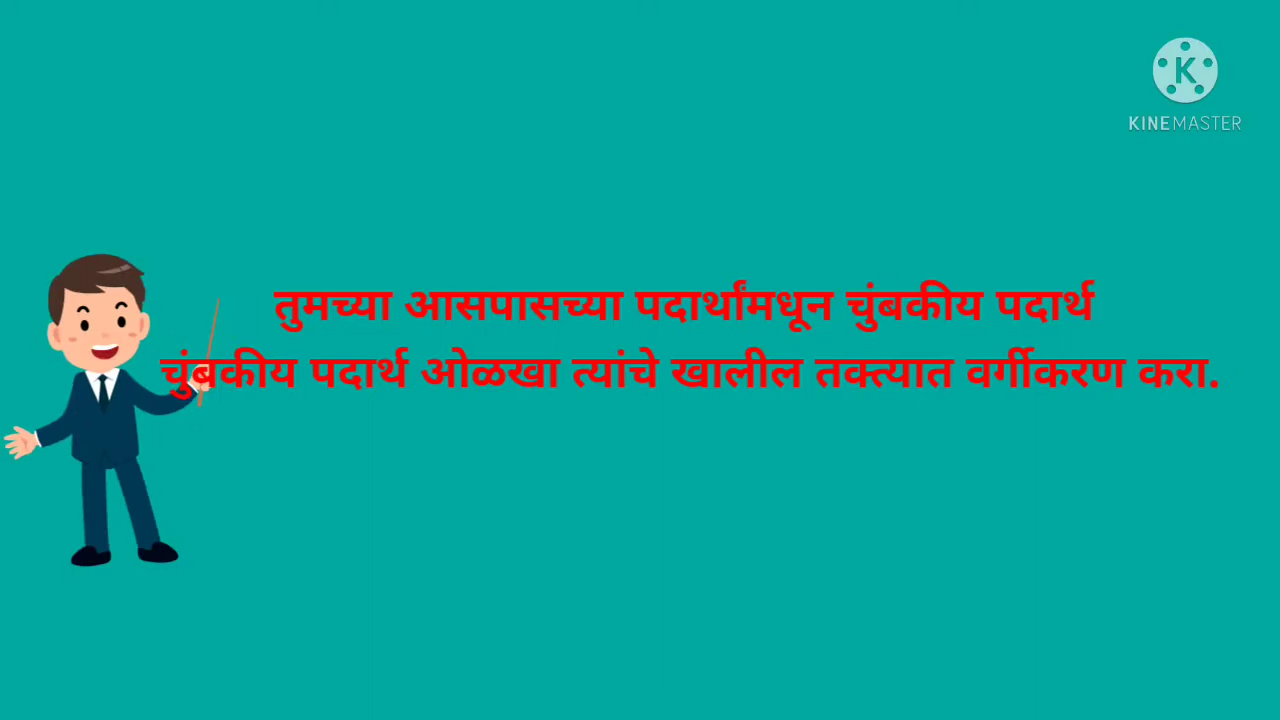 KINEMASTER
तुमच्या आसपासच्या पदार्थांमधून चुंबकीय पदार्थ
चुंबकीय पदार्थ ओळखा त्यांचे खालील तक्त्यात वर्गीकरण करा.